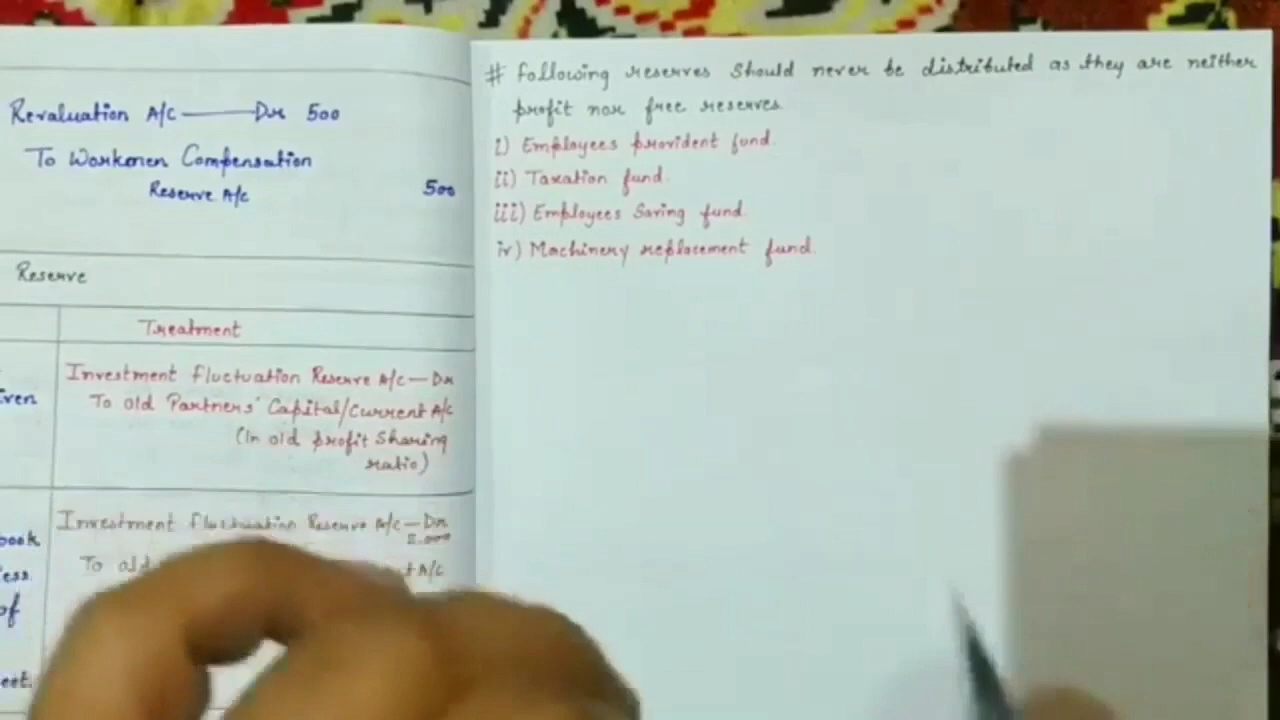 Revaluation A/c —— Dr 500
To Workmen Compensation
Reserve A/c 500
Reserve
Treatment
Investment Fluctuation Reserve A/c — Dr
To old Partners' Capital/Current A/c
(In old profit Sharing
ratio)
Investment Fluctuation Reserve A/c — Dr
To old
A/c
book
of
# Following reserves should never be distributed as they are neither
profit nor free reserves.
i) Employees provident fund.
ii) Taxation fund.
iii) Employees Saving fund.
iv) Machinery replacement fund.